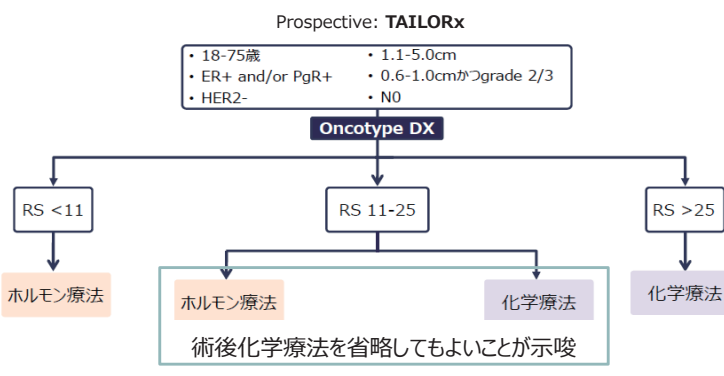 Prospective: TAILORx
• 18-75歳
• ER+ and/or PgR+
• HER2-
• 1.1-5.0cm
• 0.6-1.0cmかつgrade 2/3
• N0
Oncotype DX
RS <11
RS 11-25
RS >25
ホルモン療法
ホルモン療法
化学療法
化学療法
術後化学療法を省略してもよいことが示唆